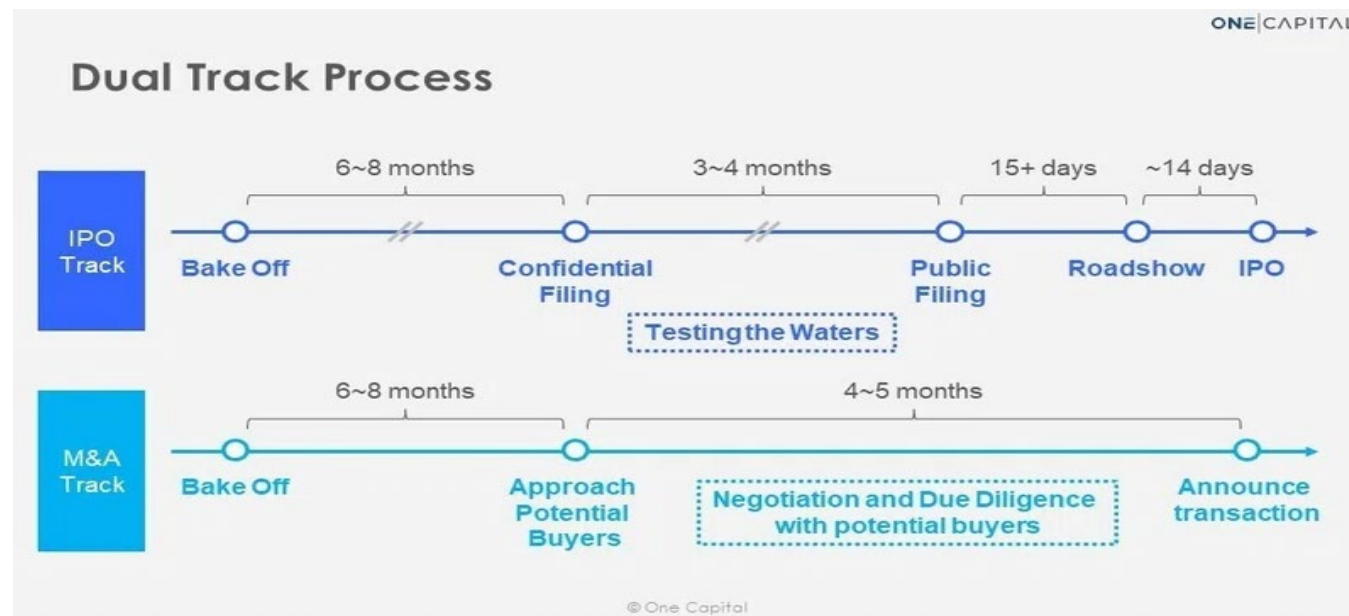 ONE|CAPITAL
Dual Track Process
6~8 months
3~4 months
15+ days
~14 days
IPO
Track
Bake Off
Confidential
Filing
Public
Filing
Roadshow
IPO
Testing the Waters
6~8 months
4~5 months
M&A
Track
Bake Off
Approach
Potential
Buyers
Negotiation and Due Diligence
with potential buyers
Announce
transaction
© One Capital